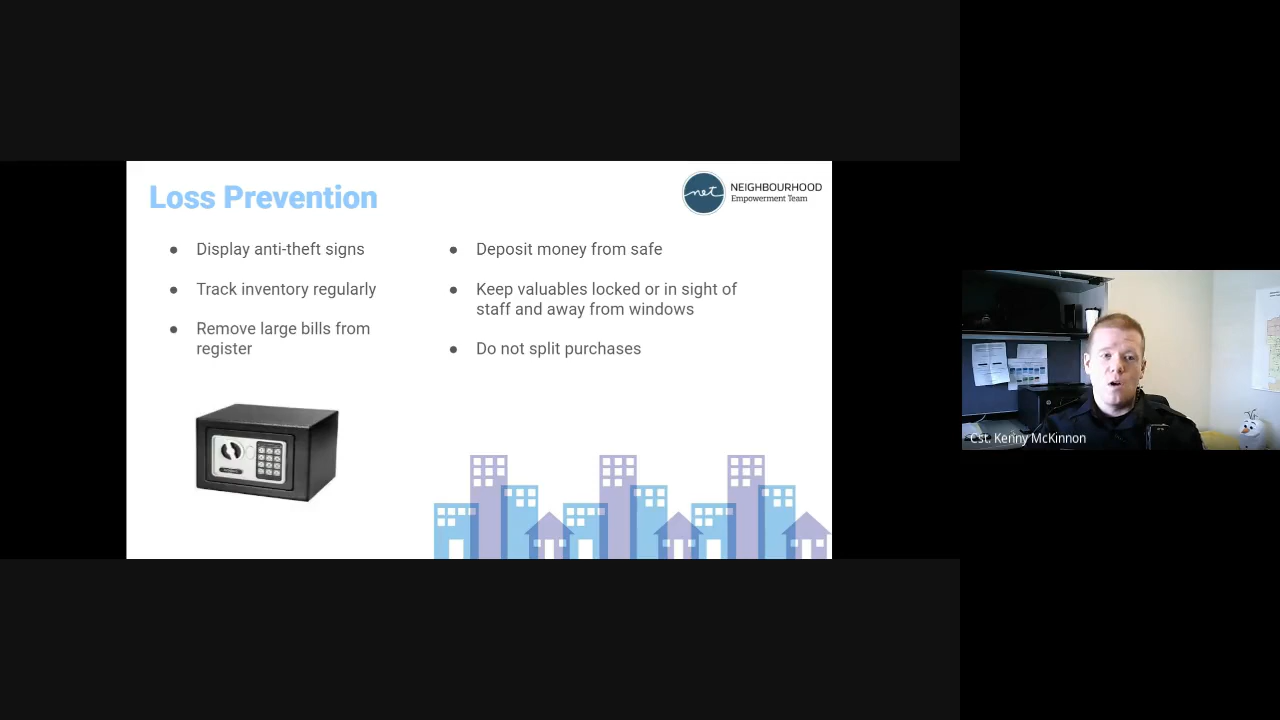 Loss Prevention
net
NEIGHBOURHOOD
Empowerment Team
● Display anti-theft signs
● Track inventory regularly
● Remove large bills from
register
● Deposit money from safe
● Keep valuables locked or in sight of
staff and away from windows
● Do not split purchases
Cst. Kenny McKinnon